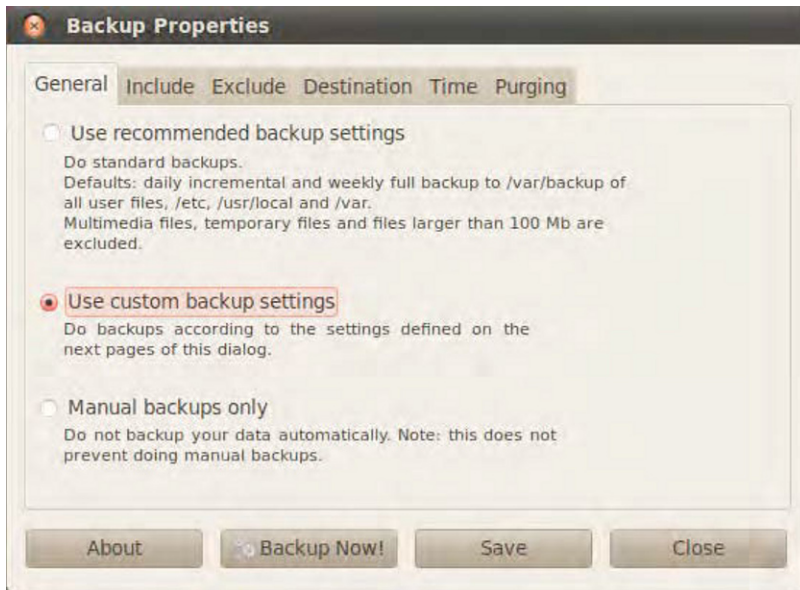 Backup Properties
General Include Exclude Destination Time Purging
Use recommended backup settings
Do standard backups.
Defaults: daily incremental and weekly full backup to /var/backup of
all user files, /etc, /usr/local and /var.
Multimedia files, temporary files and files larger than 100 Mb are
excluded.
Use custom backup settings
Do backups according to the settings defined on the
next pages of this dialog.
Manual backups only
Do not backup your data automatically. Note: this does not
prevent doing manual backups.
About Backup Now! Save Close